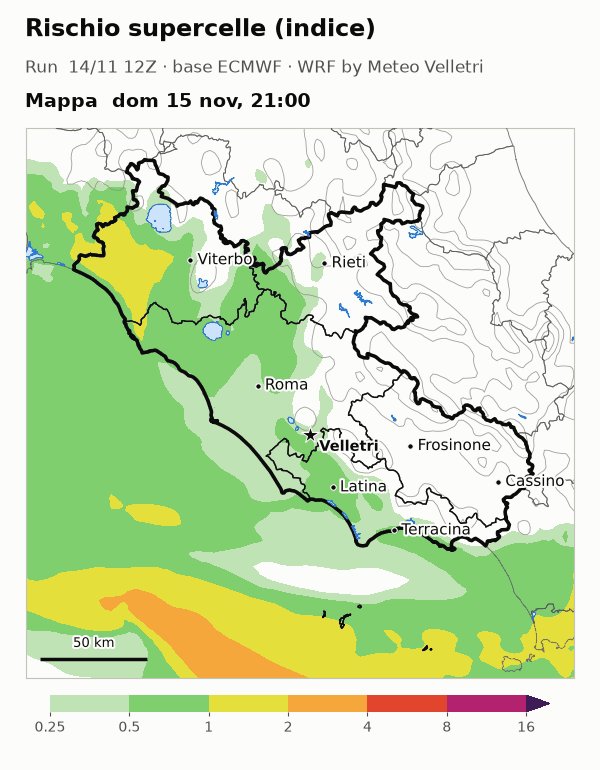 Rischio supercelle (indice)
Run  14/11 12Z · base ECMWF · WRF by Meteo Velletri
Mappa  dom 15 nov, 21:00
Viterbo
Rieti
Roma
Velletri
Frosinone
Cassino
Latina
Terracina
50 km
0.25 0.5 1 2 4 8 16